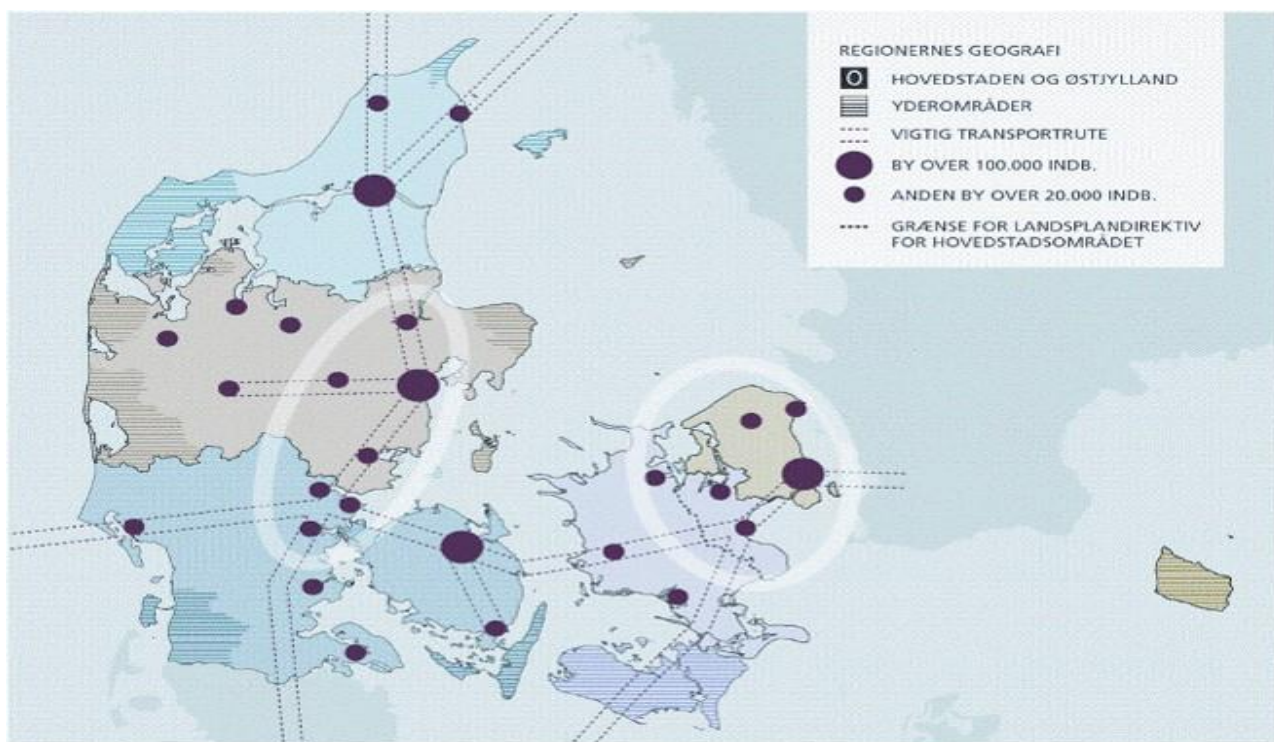 REGIONERNES GEOGRAFI
O HOVEDSTADEN OG ØSTJYLLAND
YDEROMRÅDER
VIGTIG TRANSPORTRUTE
BY OVER 100.000 INDB.
ANDEN BY OVER 20.000 INDB.
GRÆNSE FOR LANDSPLANDIREKTIV
FOR HOVEDSTADSOMRÅDET